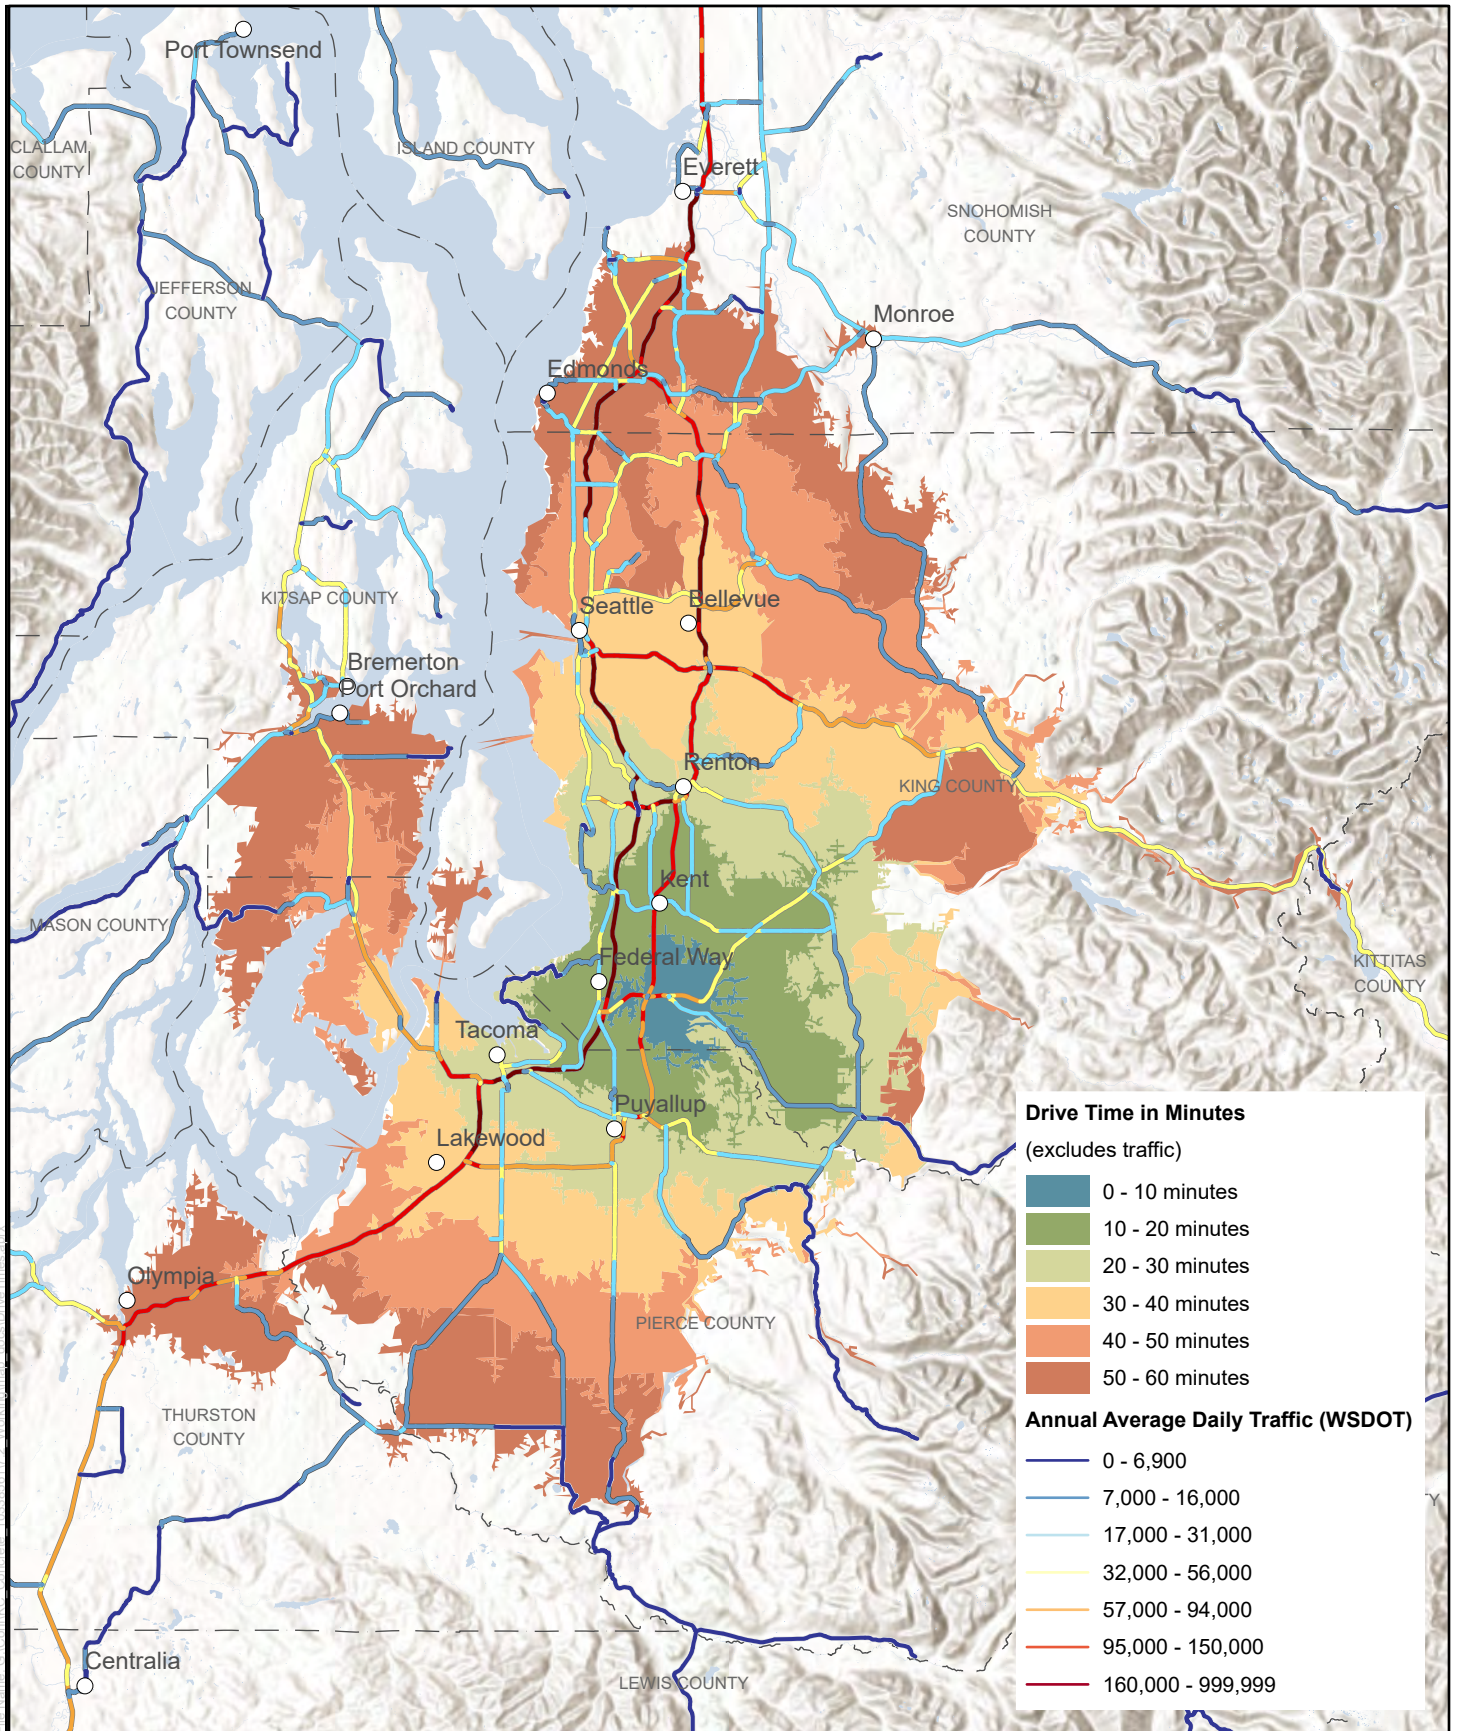 Port Townsend
CLALLAM
COUNTY
ISLAND COUNTY
Everett
SNOHOMISH
COUNTY
JEFFERSON
COUNTY
Monroe
Edmonds
KITSAP COUNTY
Seattle
Bellevue
Bremerton
Port Orchard
Renton
KING COUNTY
Kent
MASON COUNTY
Federal Way
KITTITAS
COUNTY
Tacoma
Puyallup
Lakewood
Olympia
PIERCE COUNTY
THURSTON
COUNTY
Centralia
LEWIS COUNTY
Drive Time in Minutes
(excludes traffic)
0 - 10 minutes
10 - 20 minutes
20 - 30 minutes
30 - 40 minutes
40 - 50 minutes
50 - 60 minutes
Annual Average Daily Traffic (WSDOT)
0 - 6,900
7,000 - 16,000
17,000 - 31,000
32,000 - 56,000
57,000 - 94,000
95,000 - 150,000
160,000 - 999,999